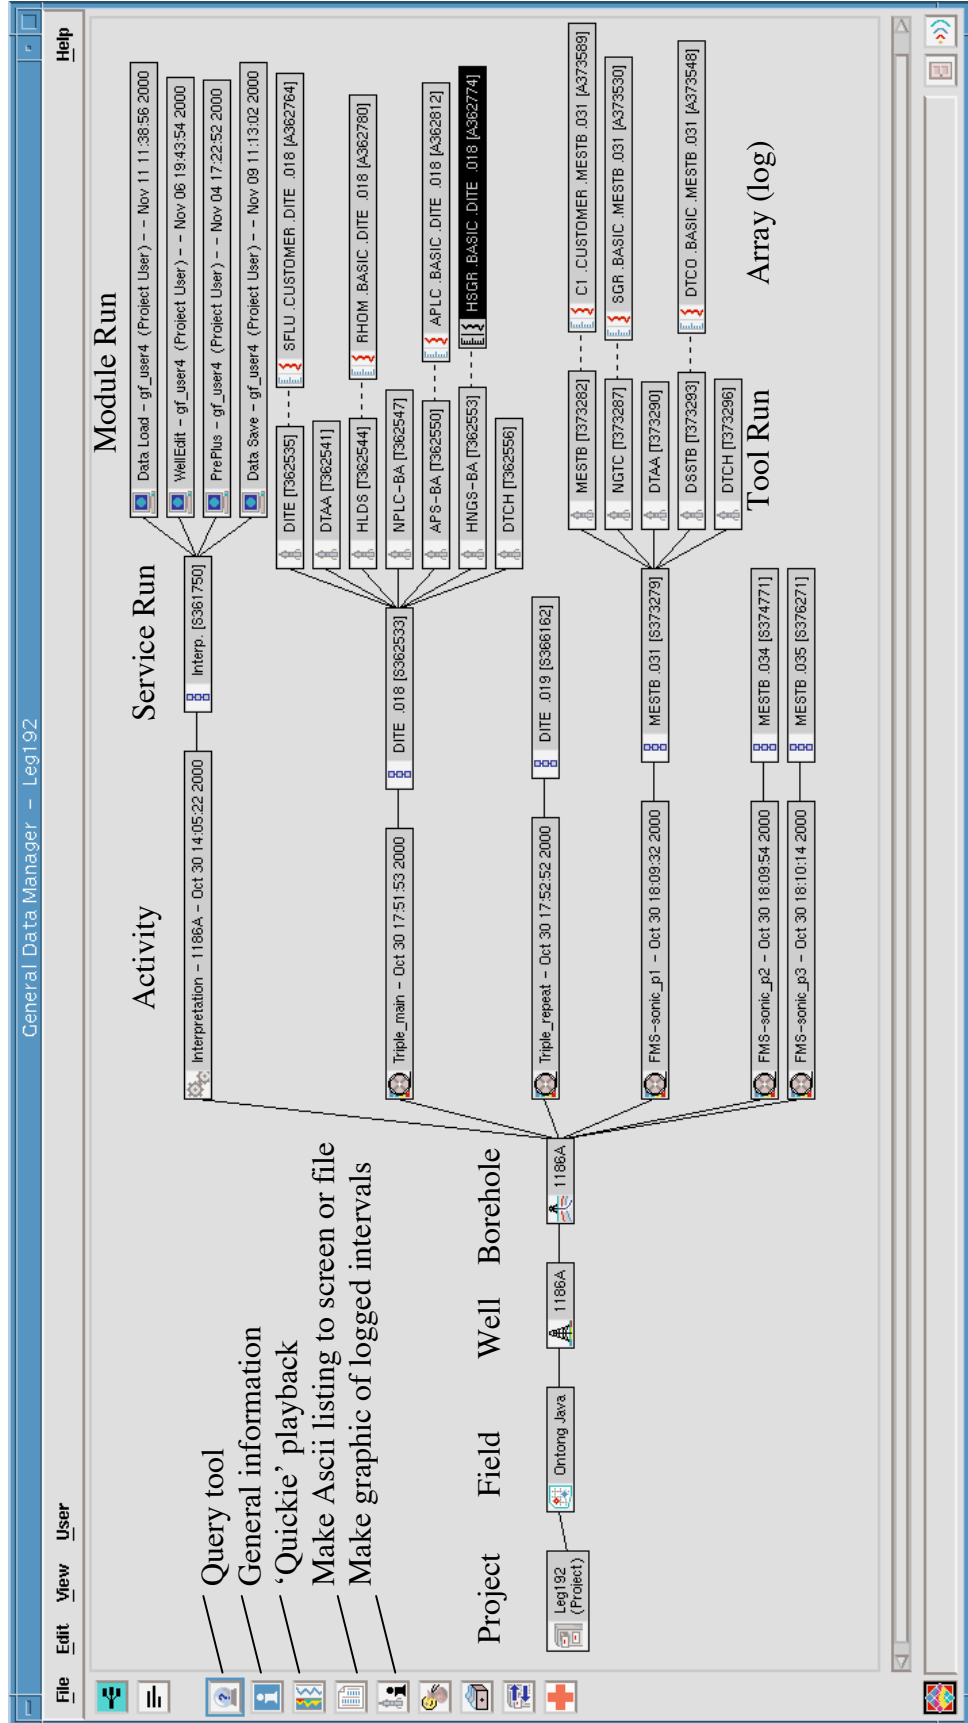 General Data Manager - Leg192
File Edit View User Help
Query tool
General information
‘Quickie’ playback
Make Ascii listing to screen or file
Make graphic of logged intervals
Project
Field
Well
Borehole
Activity
Service Run
Module Run
Tool Run
Array (log)
Leg192
(Project)
Ontong Java
1186A
1186A
Interpretation - 1186A - Oct 30 14:05:22 2000
Interp. [S361750]
Data Load - gf_user4 (Project User) - - Nov 11 11:38:56 2000
WellEdit - gf_user4 (Project User) - - Nov 06 19:43:54 2000
PrePlus - gf_user4 (Project User) - - Nov 04 17:22:52 2000
Data Save - gf_user4 (Project User) - - Nov 09 11:13:02 2000
Triple_main - Oct 30 17:51:53 2000
DITE .018 [S362533]
DITE [T362535]
SFLU .CUSTOMER .DITE .018 [A362764]
DTAA [T362541]
HLDS [T362544]
RHOM .BASIC .DITE .018 [A362780]
NPLC-BA [T362547]
APS-BA [T362550]
APLC .BASIC .DITE .018 [A362812]
HNGS-BA [T362553]
HSGR .BASIC .DITE .018 [A362774]
DTCH [T362556]
Triple_repeat - Oct 30 17:52:52 2000
DITE .019 [S366162]
FMS-sonic_p1 - Oct 30 18:09:32 2000
MESTB .031 [S373279]
MESTB [T373282]
C1 .CUSTOMER .MESTB .031 [A373589]
NGTC [T373287]
SGR .BASIC .MESTB .031 [A373530]
DTAA [T373290]
DSSTB [T373293]
DTCO .BASIC .MESTB .031 [A373548]
DTCH [T373296]
FMS-sonic_p2 - Oct 30 18:09:54 2000
MESTB .034 [S374771]
FMS-sonic_p3 - Oct 30 18:10:14 2000
MESTB .035 [S376271]